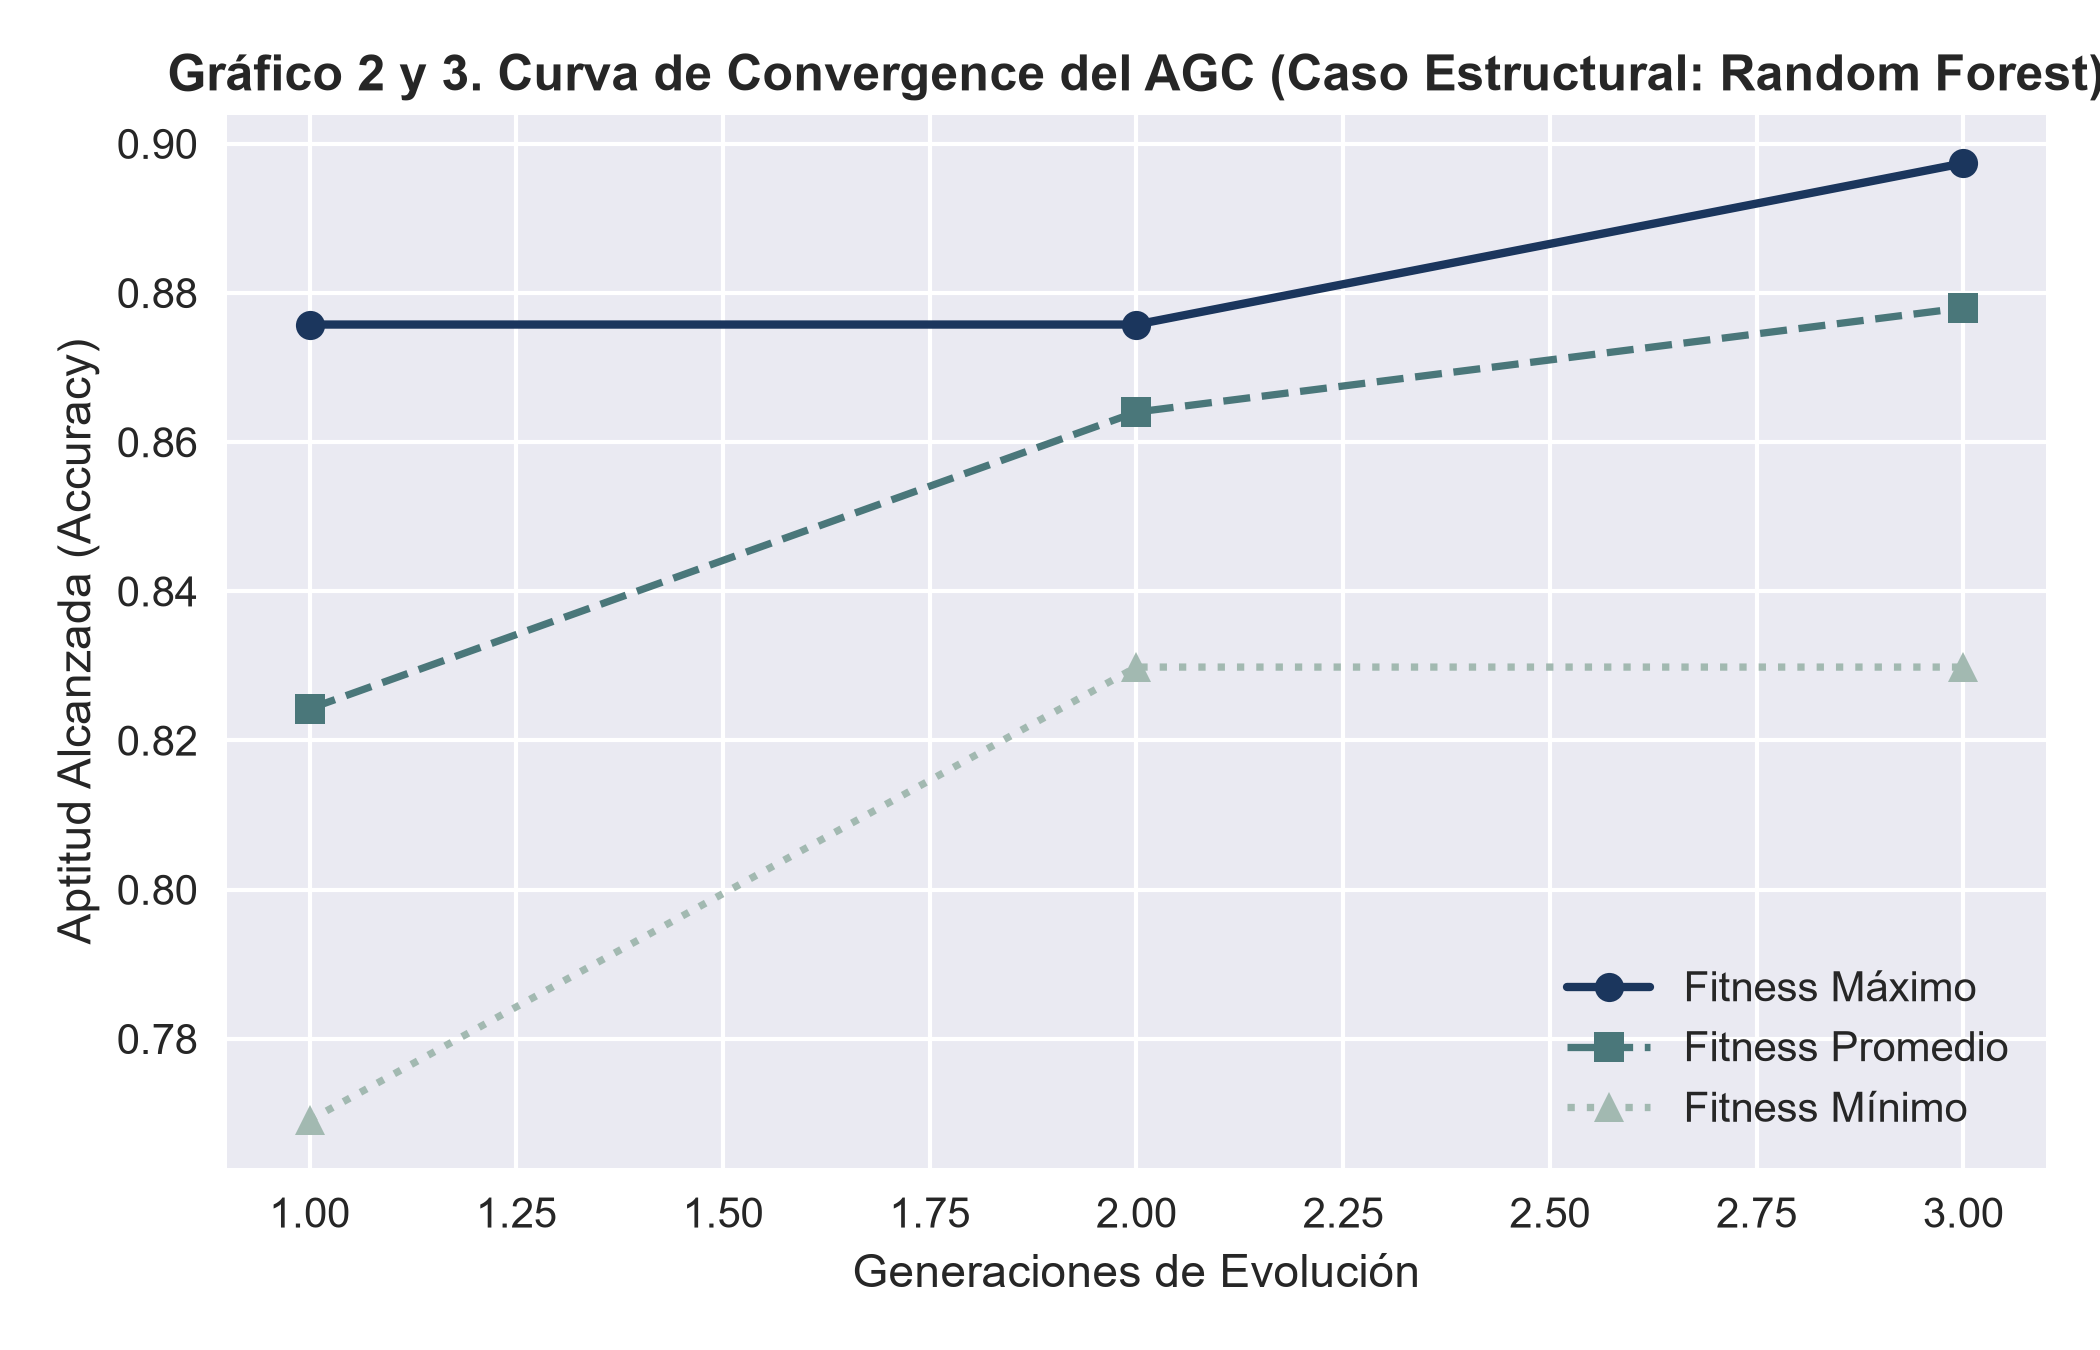 Gráfico 2 y 3. Curva de Convergence del AGC (Caso Estructural: Random Forest)
Aptitud Alcanzada (Accuracy)
0.90
0.88
0.86
0.84
0.82
0.80
0.78
Fitness Máximo
Fitness Promedio
Fitness Mínimo
1.00 1.25 1.50 1.75 2.00 2.25 2.50 2.75 3.00
Generaciones de Evolución